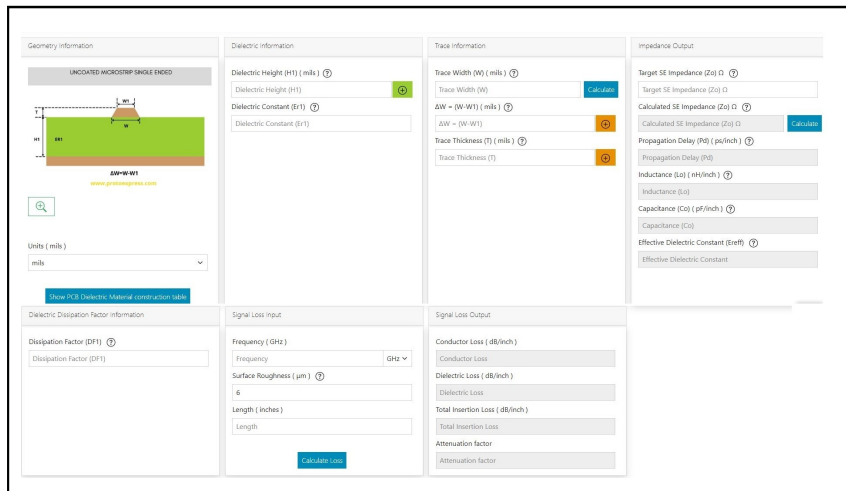 Geometry Information
UNCOATED MICROSTRIP SINGLE ENDED
W1
T
W
H1
ΔW=W-W1
www.protoexpress.com
Units ( mils )
mils
Show PCB Dielectric Material construction table
Dielectric Information
Dielectric Height (H1) ( mils ) ?
Dielectric Height (H1)
Dielectric Constant (Er1) ?
Dielectric Constant (Er1)
Trace Information
Trace Width (W) ( mils ) ?
Trace Width (W) Calculate
ΔW = (W-W1) ( mils ) ?
ΔW = (W-W1)
Trace Thickness (T) ( mils ) ?
Trace Thickness (T)
Impedance Output
Target SE Impedance (Zo) Ω ?
Target SE Impedance (Zo) Ω
Calculated SE Impedance (Zo) Ω ?
Calculated SE Impedance (Zo) Ω Calculate
Propagation Delay (Pd) ( ps/inch ) ?
Propagation Delay (Pd)
Inductance (Lo) ( nH/inch ) ?
Inductance (Lo)
Capacitance (Co) ( pF/inch ) ?
Capacitance (Co)
Effective Dielectric Constant (Ereff) ?
Effective Dielectric Constant
Dielectric Dissipation Factor Information
Dissipation Factor (DF1) ?
Dissipation Factor (DF1)
Signal Loss Input
Frequency ( GHz )
Frequency GHz
Surface Roughness ( μm ) ?
6
Length ( inches )
Length
Calculate Loss
Signal Loss Output
Conductor Loss ( dB/inch )
Conductor Loss
Dielectric Loss ( dB/inch )
Dielectric Loss
Total Insertion Loss ( dB/inch )
Total Insertion Loss
Attenuation factor
Attenuation factor